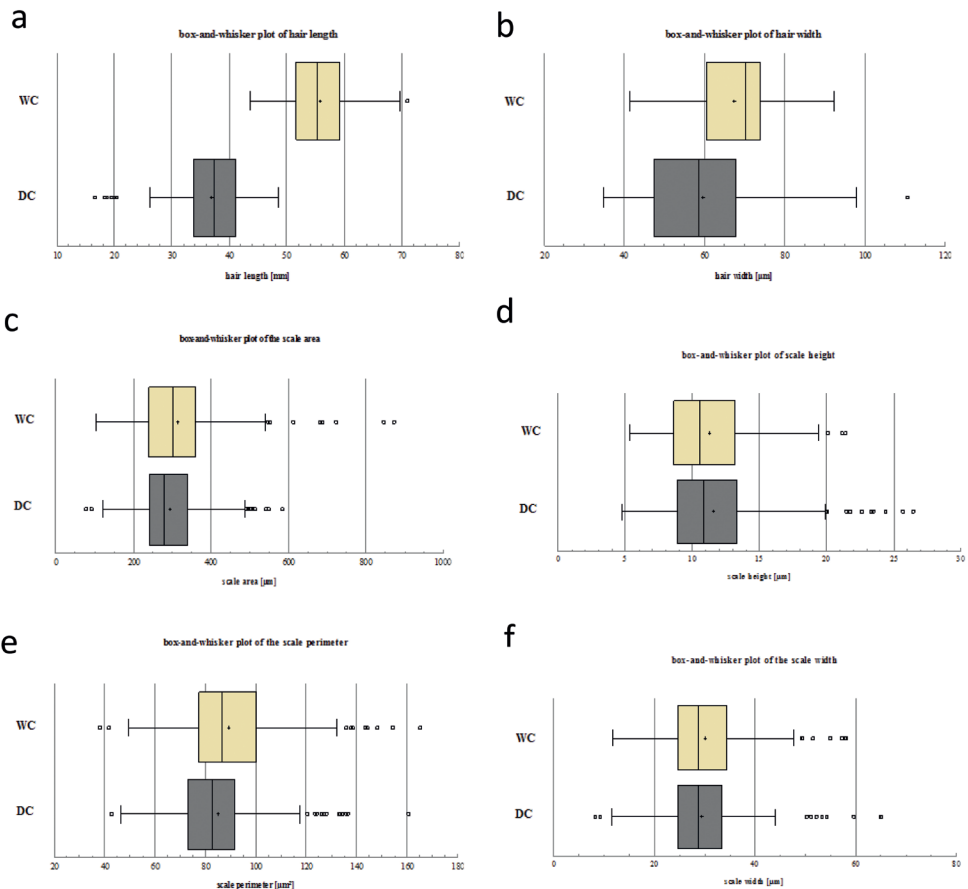 a
box-and-whisker plot of hair length
WC
DC
10 20 30 40 50 60 70 80
hair length [mm]
b
box-and-whisker plot of hair width
WC
DC
20 40 60 80 100 120
hair width [µm]
c
box-and-whisker plot of the scale area
WC
DC
0 200 400 600 800 1000
scale area [µm]
d
box-and-whisker plot of scale height
WC
DC
0 5 10 15 20 25 30
scale height [µm]
e
box-and-whisker plot of the scale perimeter
WC
DC
20 40 60 80 100 120 140 160 180
scale perimeter [µm²]
f
box-and-whisker plot of the scale width
WC
DC
0 20 40 60 80
scale width [µm]